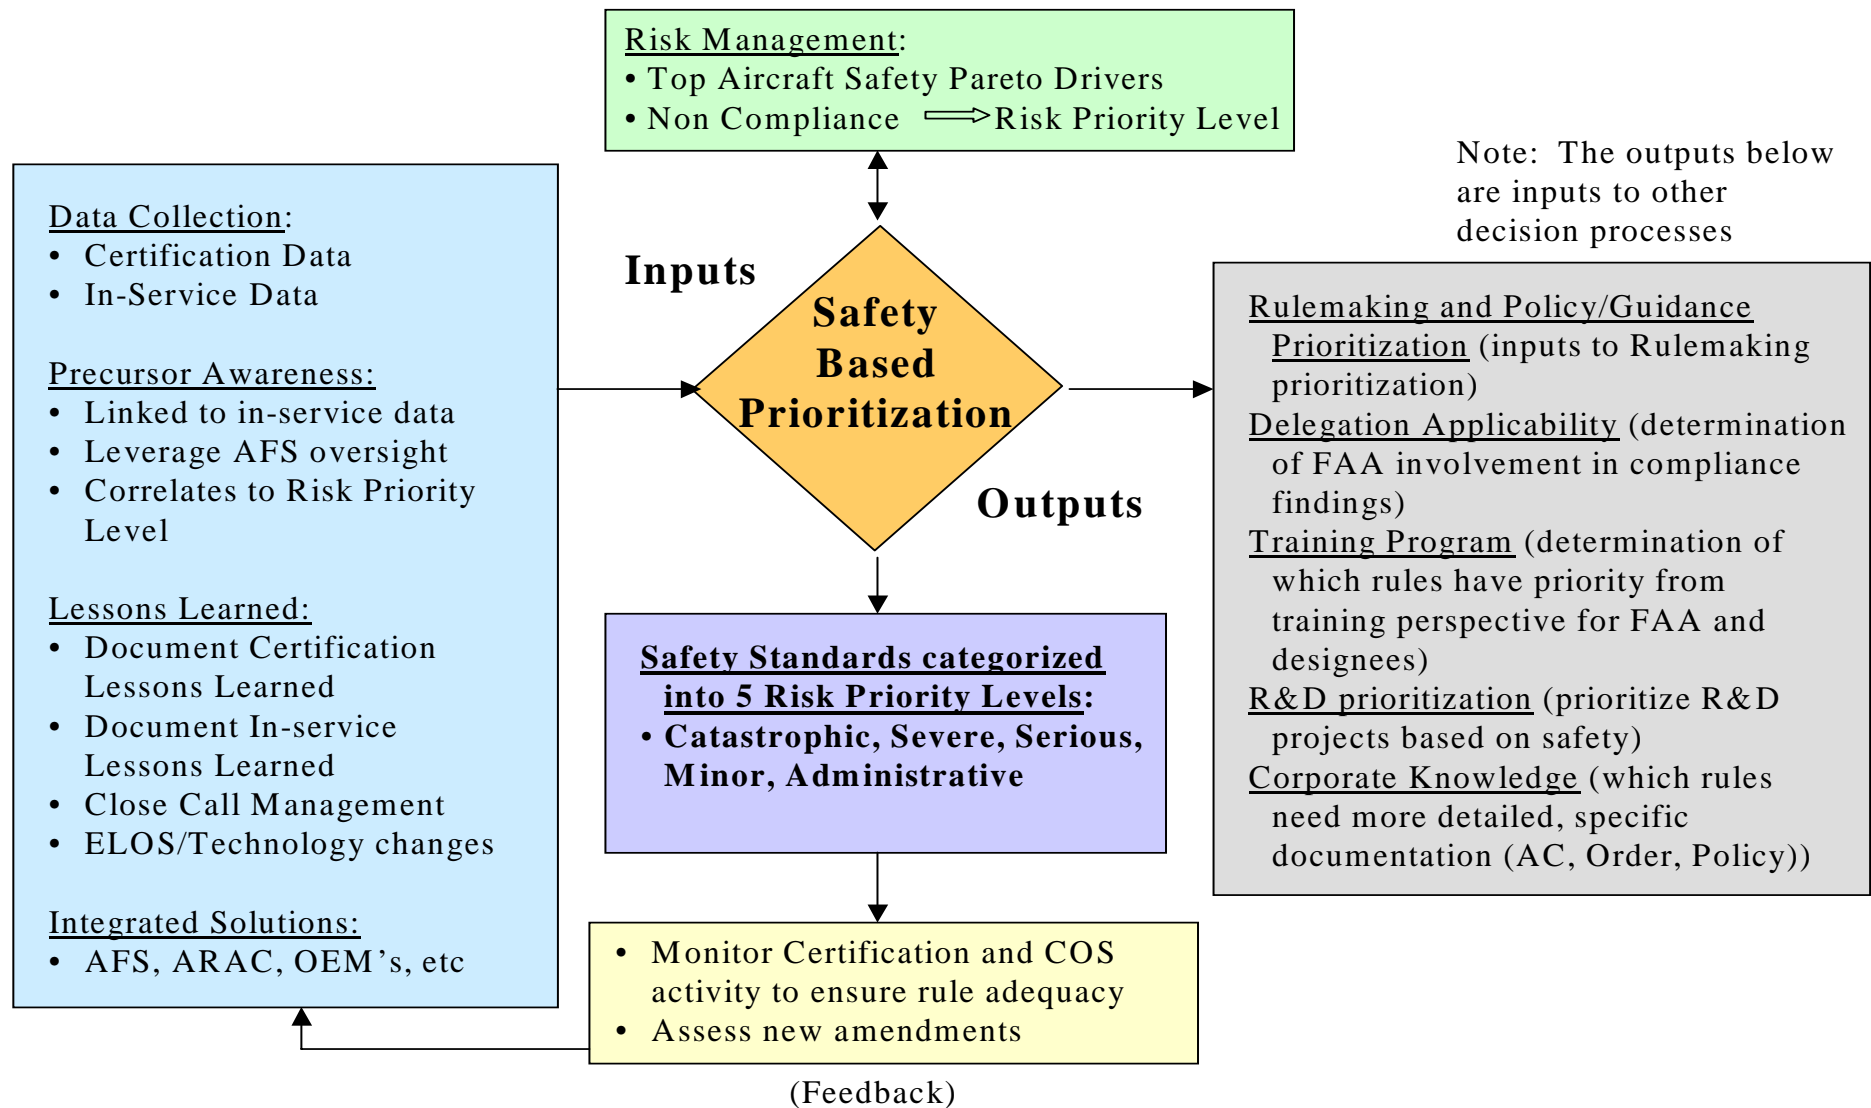 Risk Management:
• Top Aircraft Safety Pareto Drivers
• Non Compliance ⟹ Risk Priority Level
Note: The outputs below
are inputs to other
decision processes
Data Collection:
• Certification Data
• In-Service Data
Precursor Awareness:
• Linked to in-service data
• Leverage AFS oversight
• Correlates to Risk Priority
Level
Lessons Learned:
• Document Certification
Lessons Learned
• Document In-service
Lessons Learned
• Close Call Management
• ELOS/Technology changes
Integrated Solutions:
• AFS, ARAC, OEM's, etc
Inputs
Safety
Based
Prioritization
Outputs
Rulemaking and Policy/Guidance
Prioritization (inputs to Rulemaking
prioritization)
Delegation Applicability (determination
of FAA involvement in compliance
findings)
Training Program (determination of
which rules have priority from
training perspective for FAA and
designees)
R&D prioritization (prioritize R&D
projects based on safety)
Corporate Knowledge (which rules
need more detailed, specific
documentation (AC, Order, Policy))
Safety Standards categorized
into 5 Risk Priority Levels:
• Catastrophic, Severe, Serious,
Minor, Administrative
• Monitor Certification and COS
activity to ensure rule adequacy
• Assess new amendments
(Feedback)